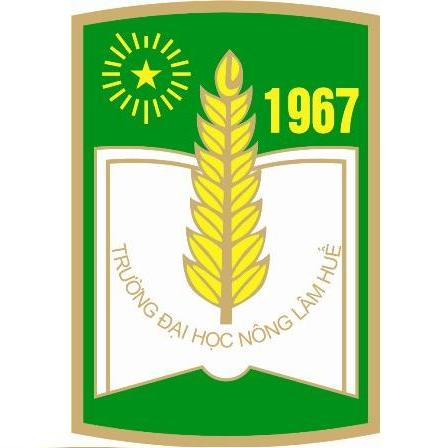 1967
TRƯỜNG ĐẠI HỌC NÔNG LÂM HUẾ